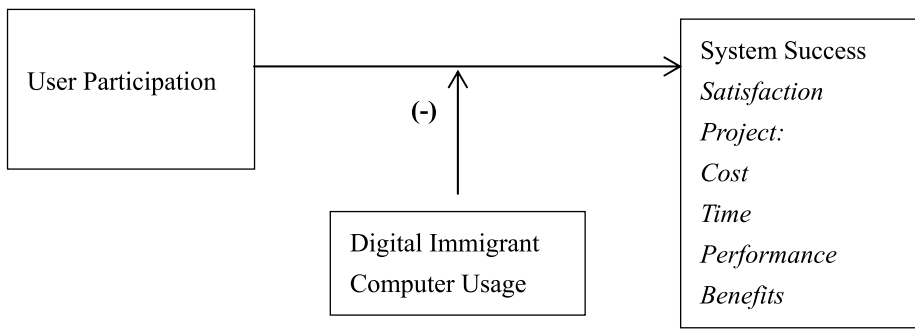 User Participation
(-)
Digital Immigrant
Computer Usage
System Success
Satisfaction
Project:
Cost
Time
Performance
Benefits